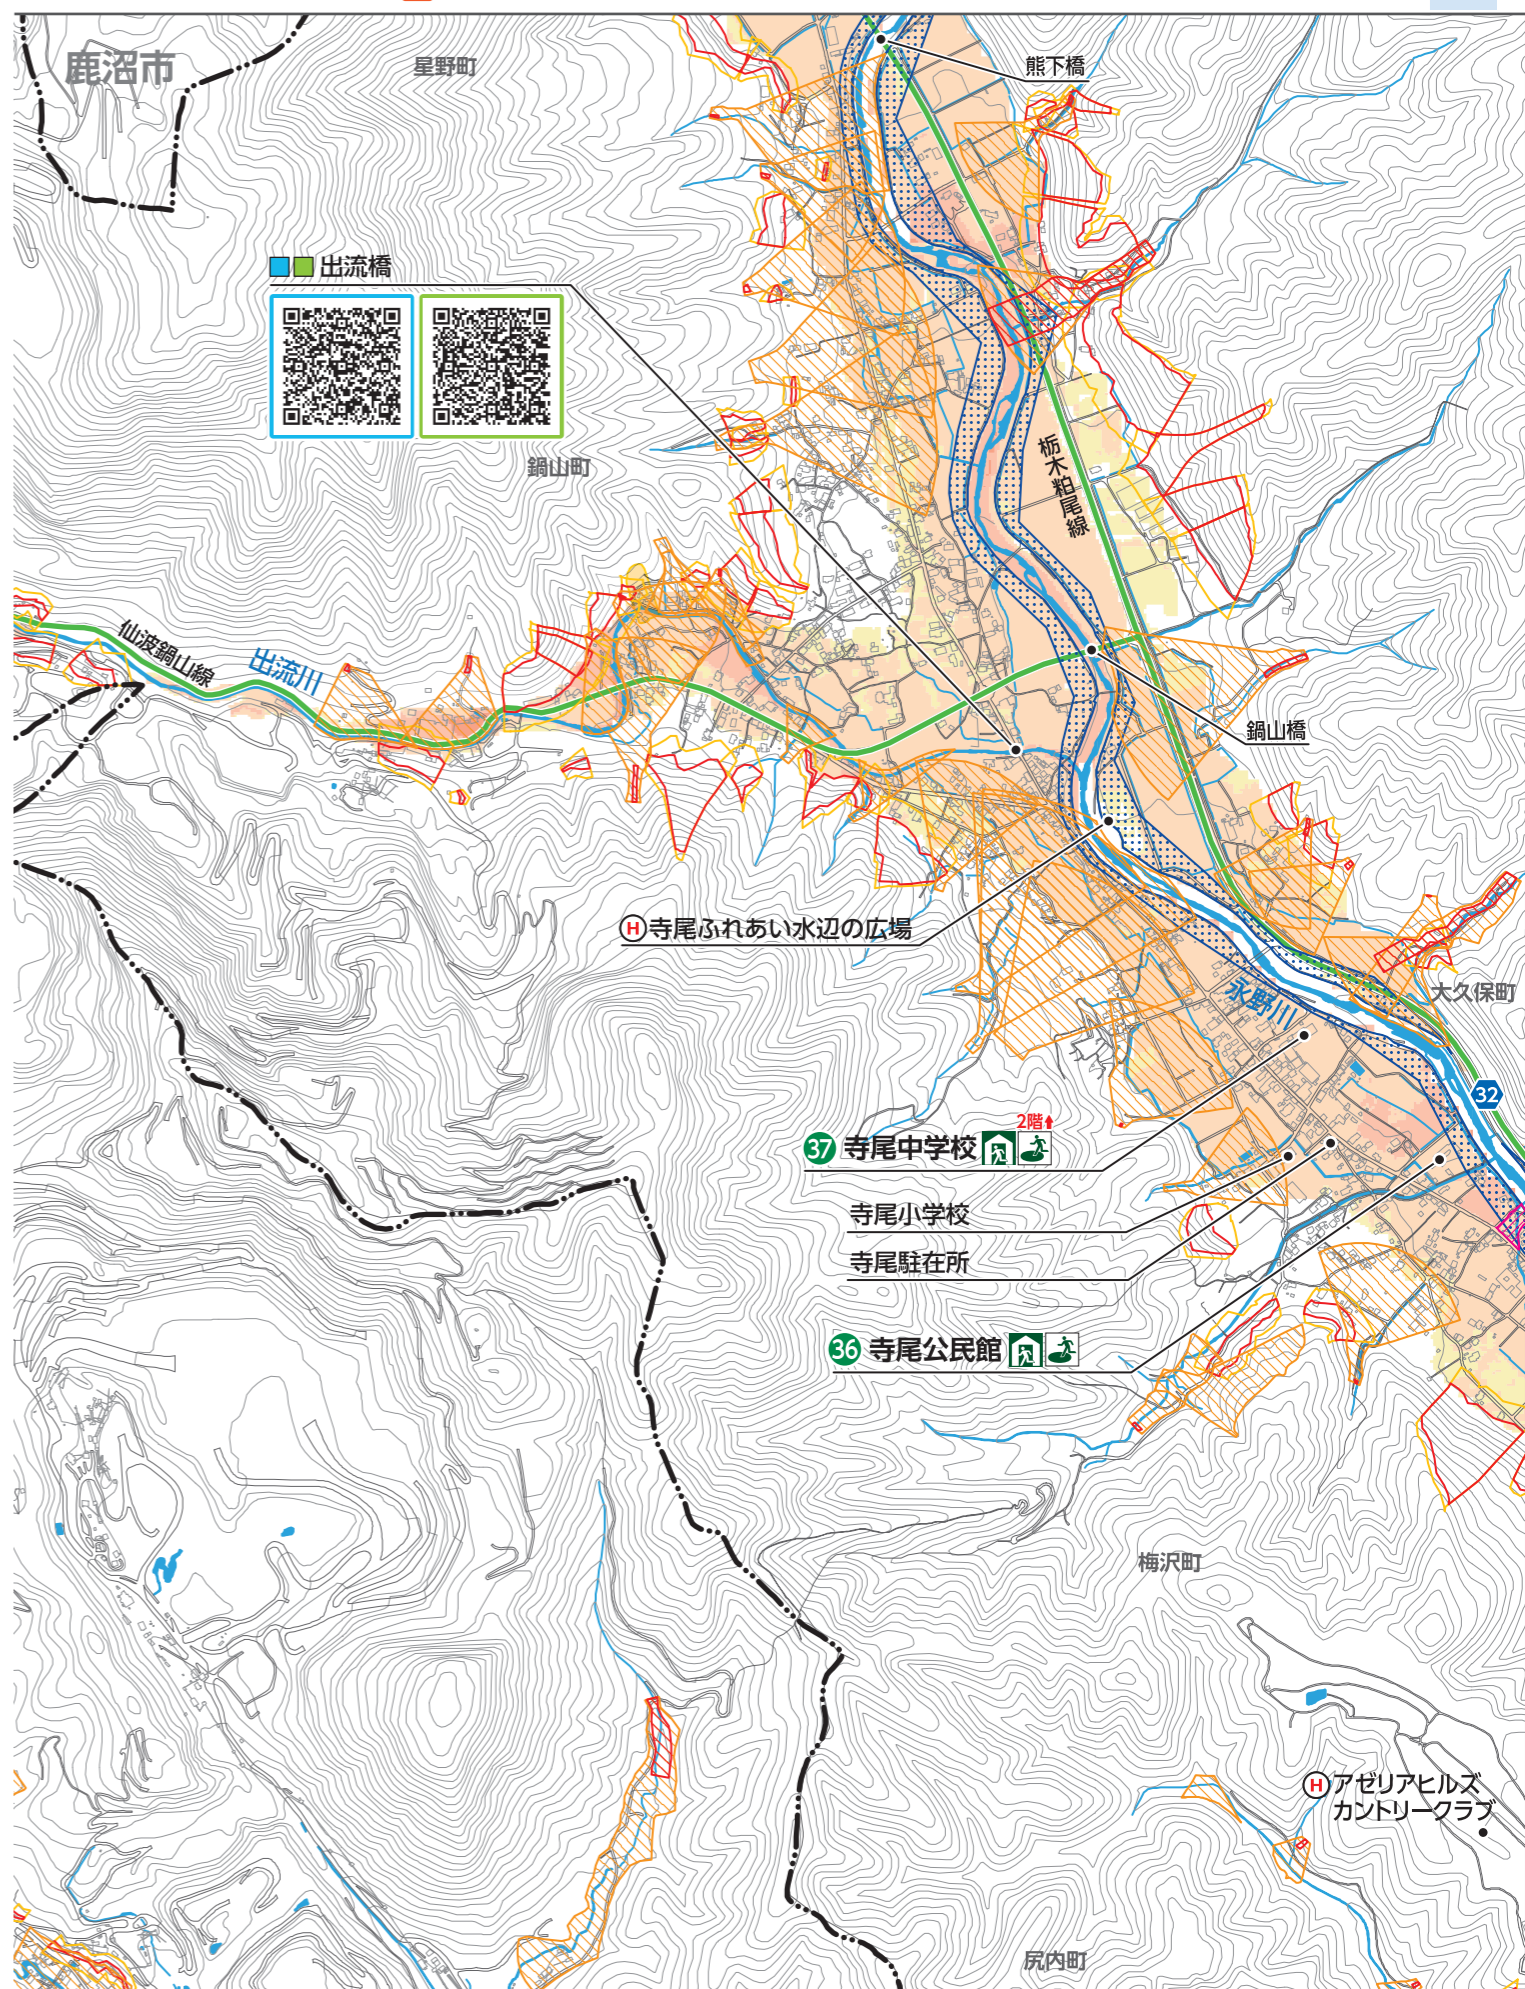 鹿沼市
星野町
熊下橋
出流橋
鍋山町
栃木粕尾線
仙波鍋山線
出流川
鍋山橋
H 寺尾ふれあい水辺の広場
永野川
大久保町
32
2階↑
37 寺尾中学校
寺尾小学校
寺尾駐在所
36 寺尾公民館
梅沢町
H アゼリアヒルズ
カントリークラブ
尻内町